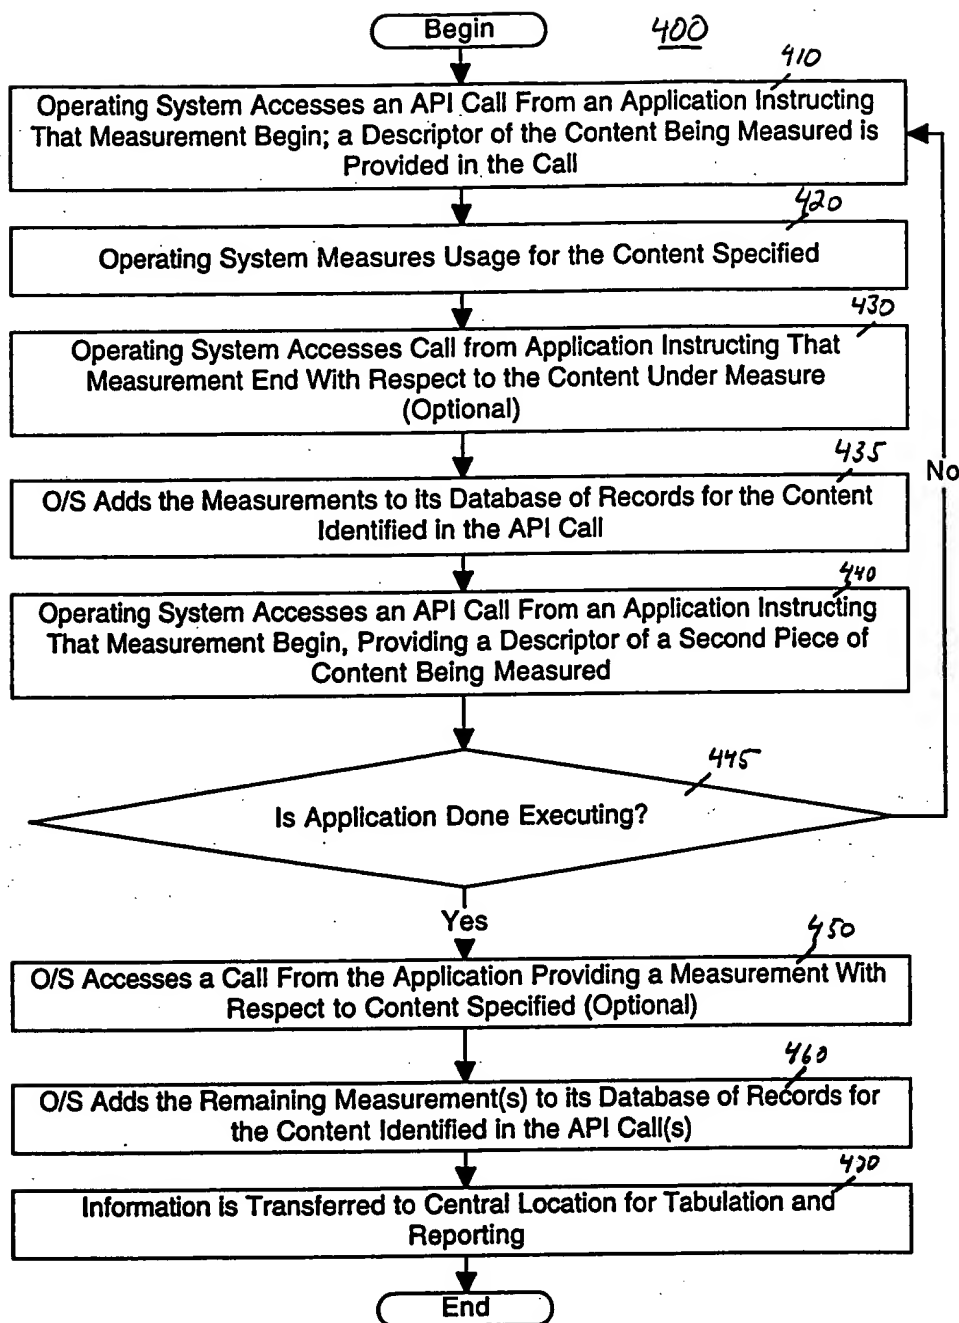 Begin
400
410
Operating System Accesses an API Call From an Application Instructing
That Measurement Begin; a Descriptor of the Content Being Measured is
Provided in the Call
420
Operating System Measures Usage for the Content Specified
430
Operating System Accesses Call from Application Instructing That
Measurement End With Respect to the Content Under Measure
(Optional)
435
No
O/S Adds the Measurements to its Database of Records for the Content
Identified in the API Call
440
Operating System Accesses an API Call From an Application Instructing
That Measurement Begin, Providing a Descriptor of a Second Piece of
Content Being Measured
445
Is Application Done Executing?
Yes
450
O/S Accesses a Call From the Application Providing a Measurement With
Respect to Content Specified (Optional)
460
O/S Adds the Remaining Measurement(s) to its Database of Records for
the Content Identified in the API Call(s)
Information is Transferred to Central Location for Tabulation and
Reporting
End